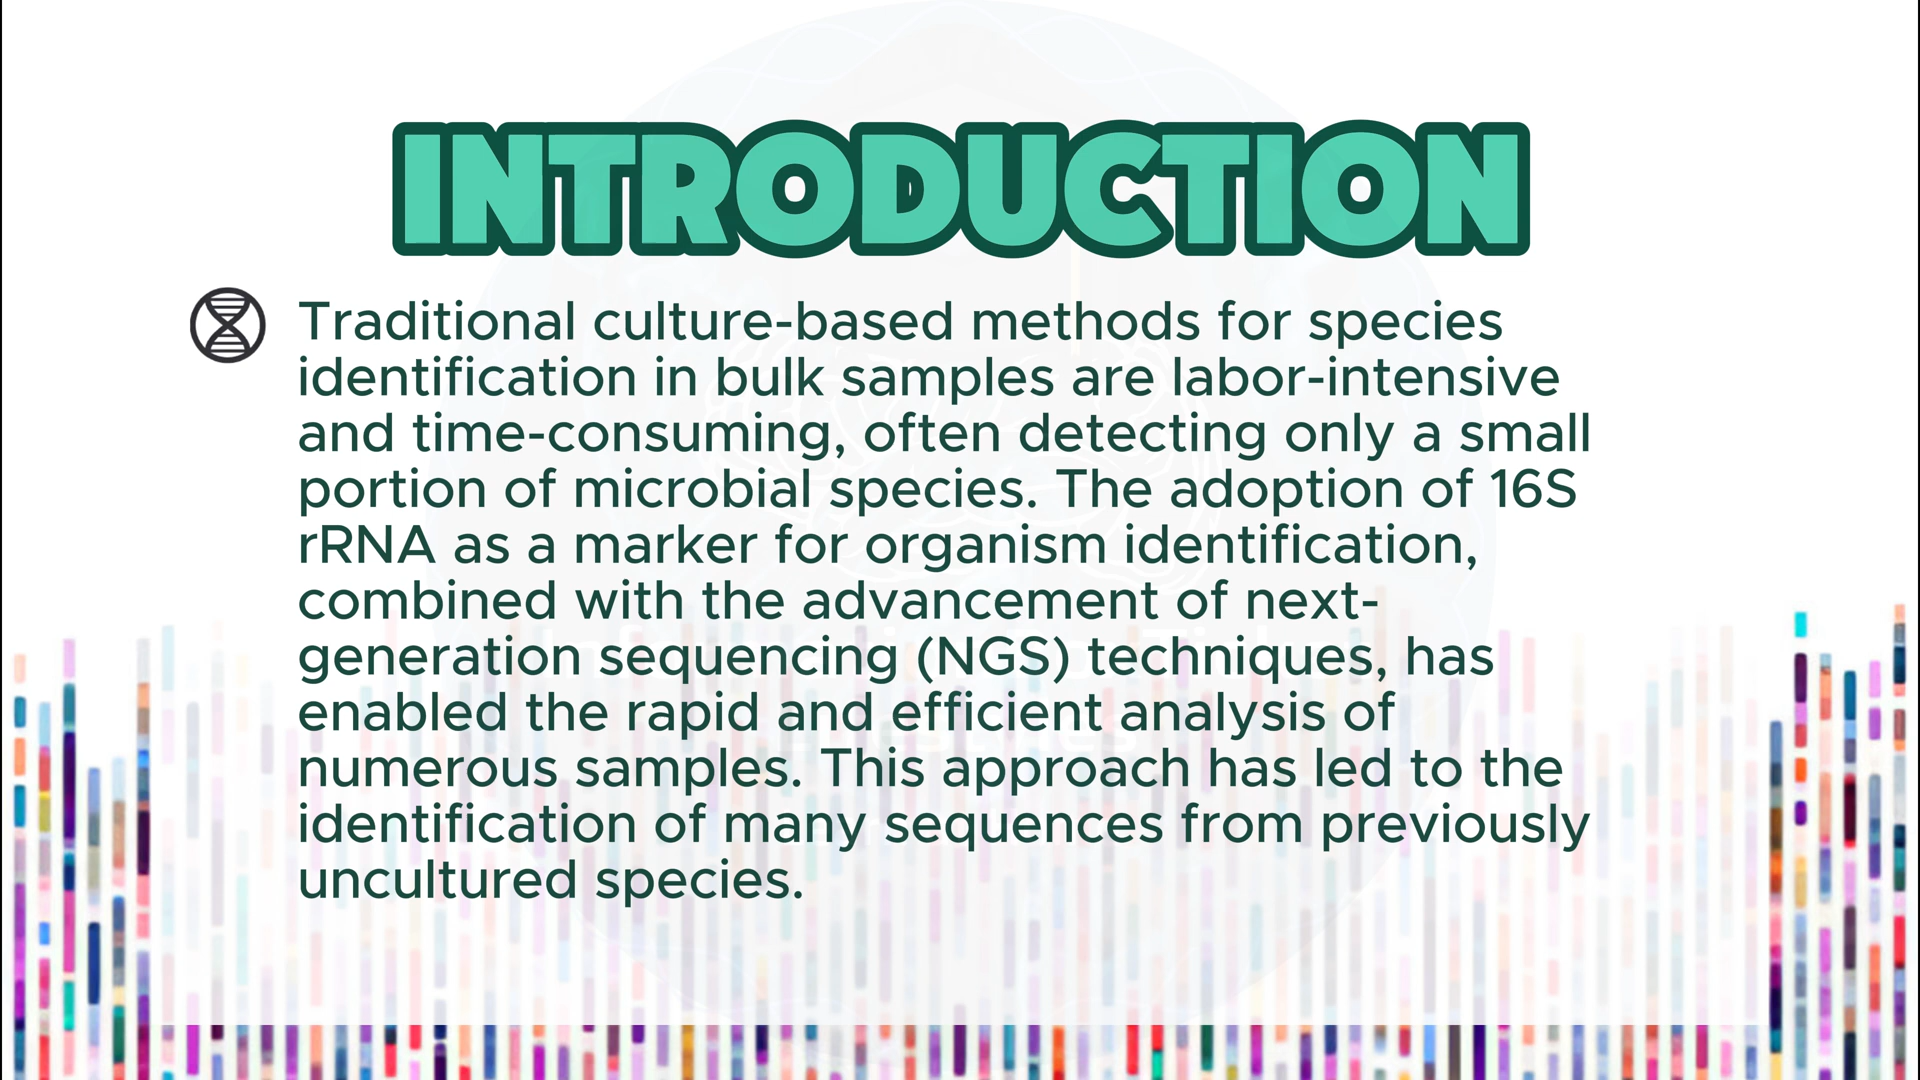 INTRODUCTION
Traditional culture-based methods for species
identification in bulk samples are labor-intensive
and time-consuming, often detecting only a small
portion of microbial species. The adoption of 16S
rRNA as a marker for organism identification,
combined with the advancement of next-
generation sequencing (NGS) techniques, has
enabled the rapid and efficient analysis of
numerous samples. This approach has led to the
identification of many sequences from previously
uncultured species.